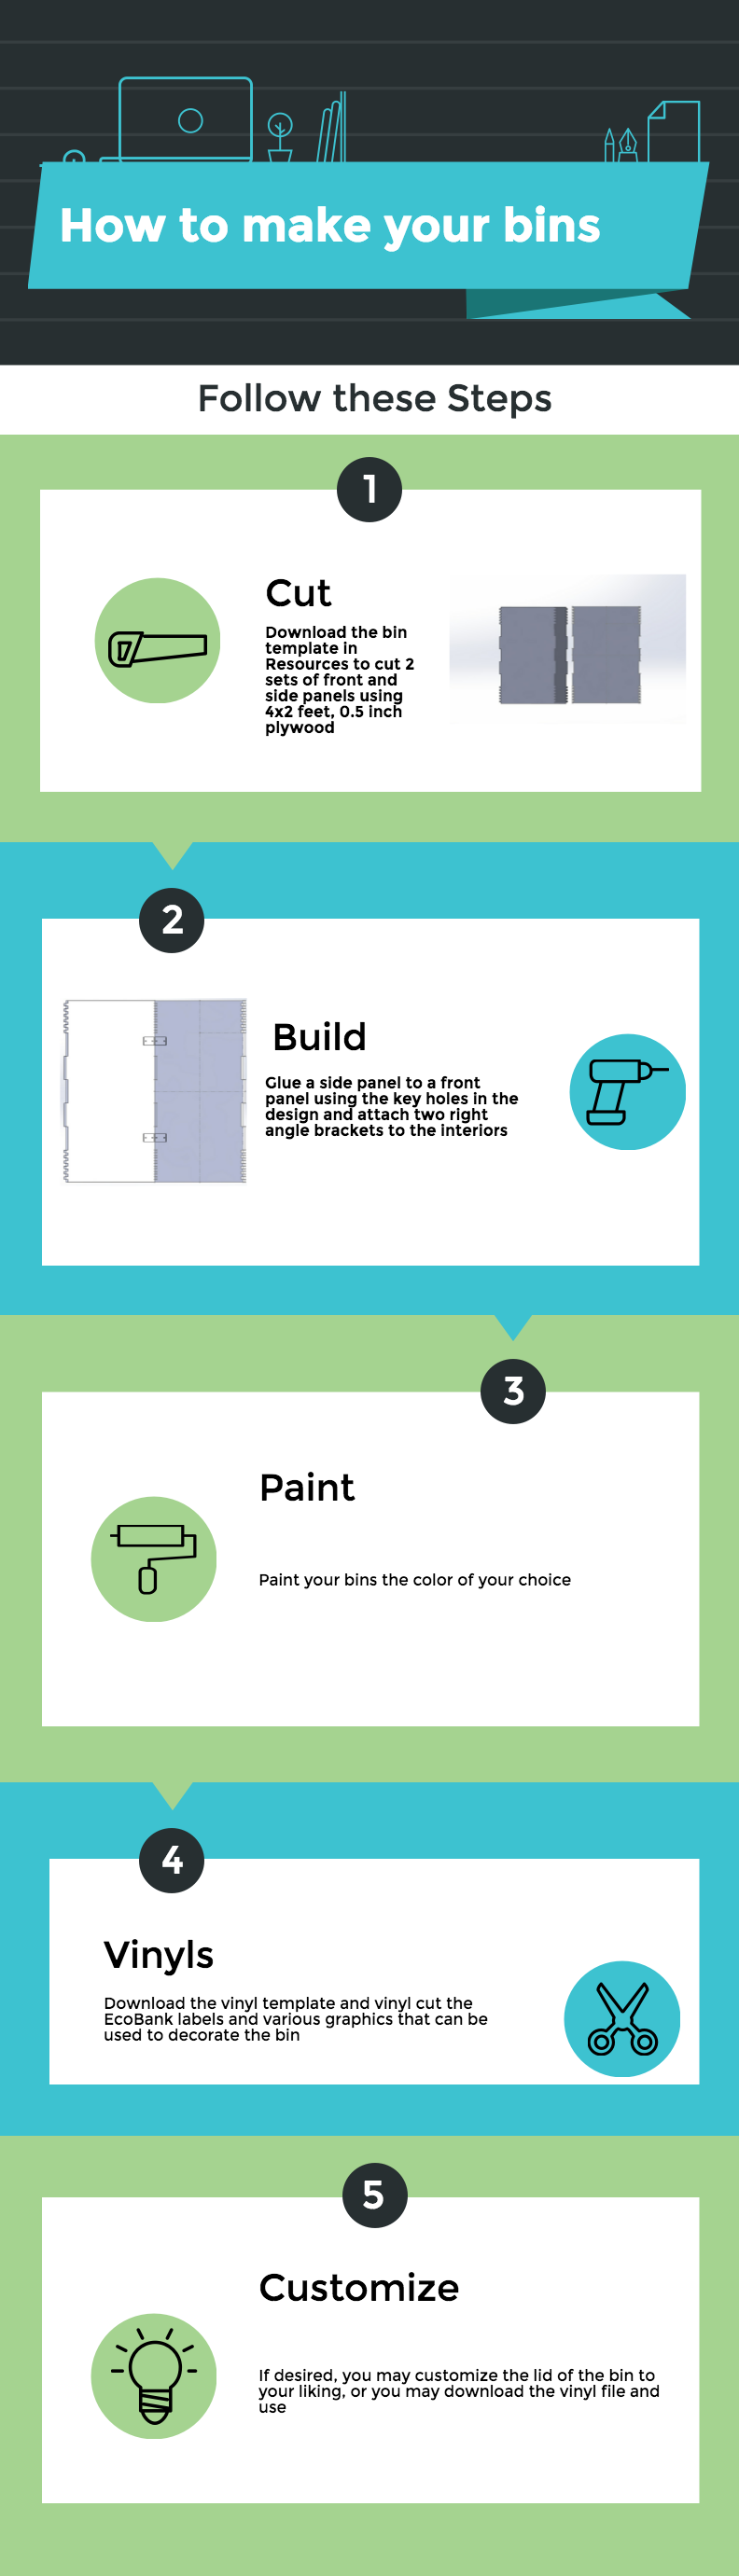 How to make your bins
Follow these Steps
1
Cut
Download the bin
template in
Resources to cut 2
sets of front and
side panels using
4x2 feet, 0.5 inch
plywood
2
Build
Glue a side panel to a front
panel using the key holes in the
design and attach two right
angle brackets to the interiors
3
Paint
Paint your bins the color of your choice
4
Vinyls
Download the vinyl template and vinyl cut the
EcoBank labels and various graphics that can be
used to decorate the bin
5
Customize
If desired, you may customize the lid of the bin to
your liking, or you may download the vinyl file and
use